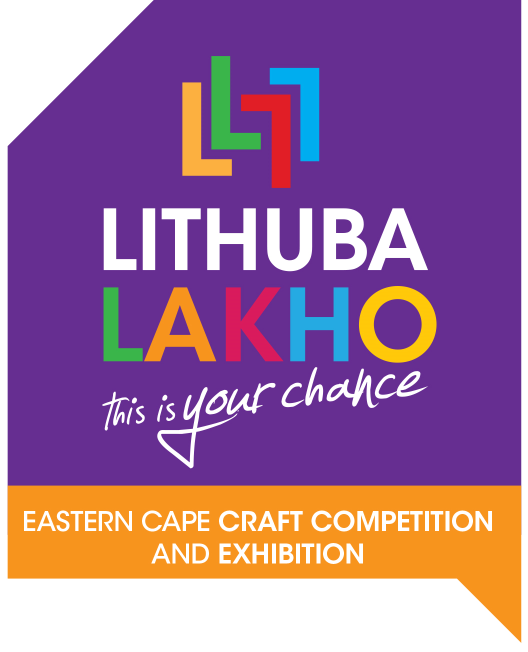 LITHUBA
LAKHO
this is your chance
EASTERN CAPE CRAFT COMPETITION
AND EXHIBITION